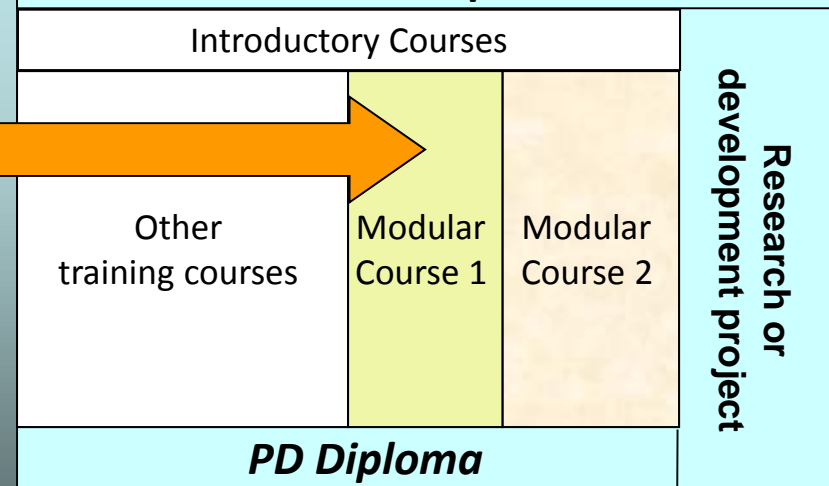 Introductory Courses
Other
training courses
Modular
Course 1
Modular
Course 2
Research or
development project
PD Diploma